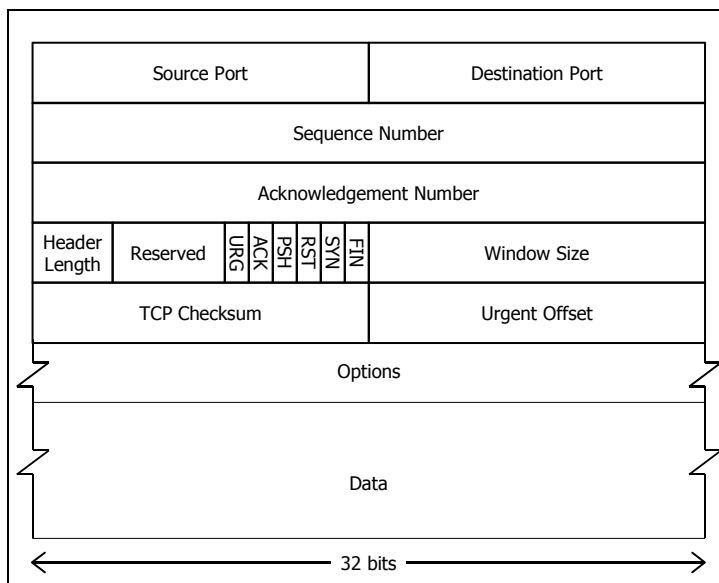 Source Port Destination Port
Sequence Number
Acknowledgement Number
Header Length Reserved URG ACK PSH RST SYN FIN Window Size
TCP Checksum Urgent Offset
Options
Data
32 bits